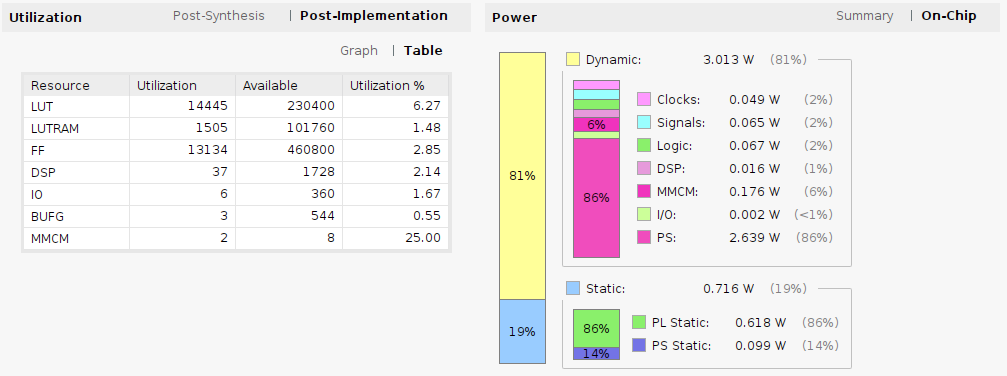 Utilization Post-Synthesis | Post-Implementation
Graph | Table
Resource Utilization Available Utilization %
LUT 14445 230400 6.27
LUTRAM 1505 101760 1.48
FF 13134 460800 2.85
DSP 37 1728 2.14
IO 6 360 1.67
BUFG 3 544 0.55
MMCM 2 8 25.00
Power Summary | On-Chip
81%
19%
Dynamic: 3.013 W (81%)
6%
86%
Clocks: 0.049 W (2%)
Signals: 0.065 W (2%)
Logic: 0.067 W (2%)
DSP: 0.016 W (1%)
MMCM: 0.176 W (6%)
I/O: 0.002 W (<1%)
PS: 2.639 W (86%)
Static: 0.716 W (19%)
86%
14%
PL Static: 0.618 W (86%)
PS Static: 0.099 W (14%)